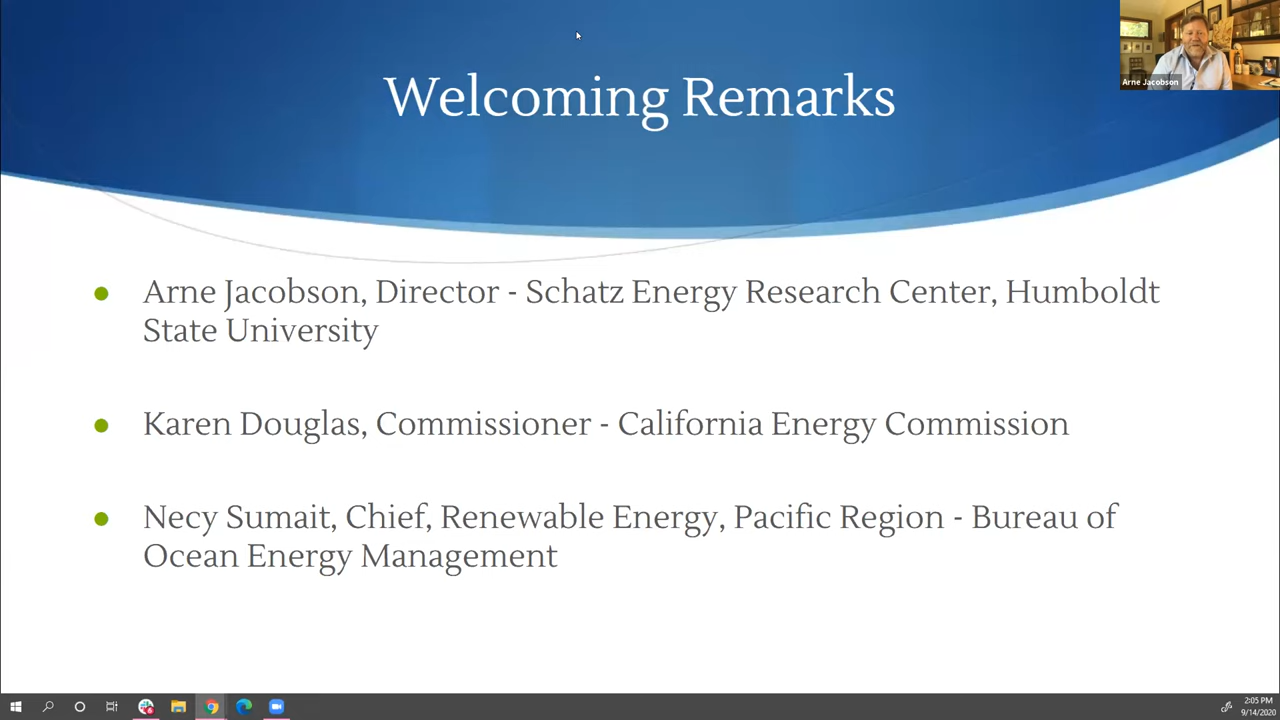 Welcoming Remarks
Arne Jacobson
Arne Jacobson, Director - Schatz Energy Research Center, Humboldt
State University
Karen Douglas, Commissioner - California Energy Commission
Necy Sumait, Chief, Renewable Energy, Pacific Region - Bureau of
Ocean Energy Management
2:05 PM
9/14/2020